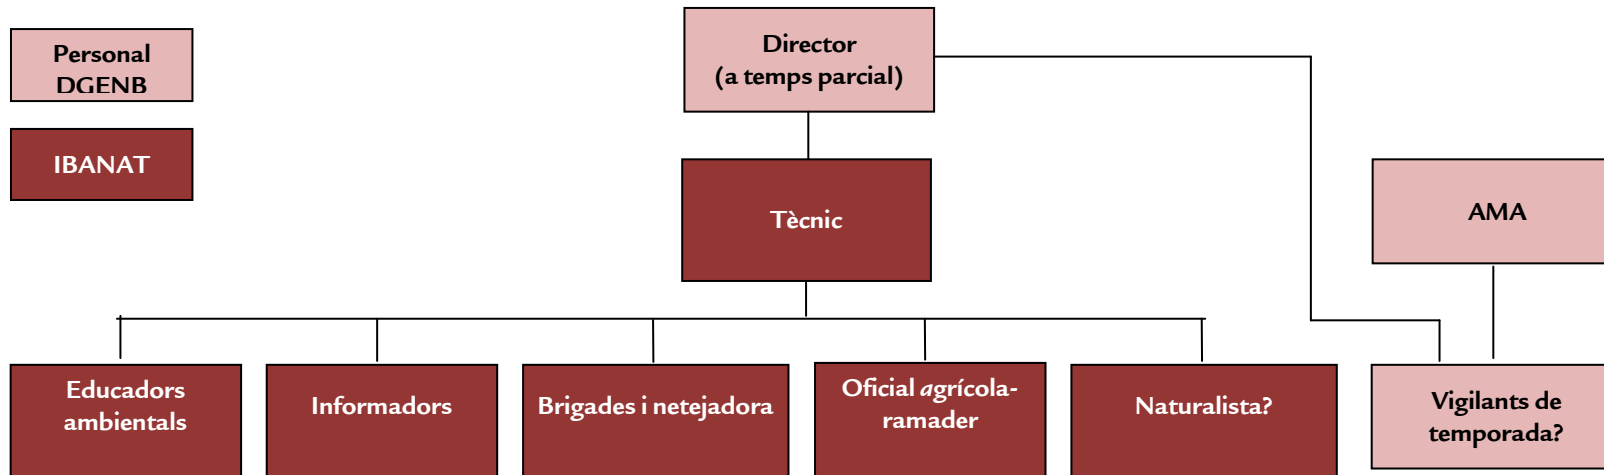 Personal
DGENB
IBANAT
Director
(a temps parcial)
Tècnic
AMA
Educadors
ambientals
Informadors
Brigades i netejadora
Oficial agrícola-
ramader
Naturalista?
Vigilants de
temporada?